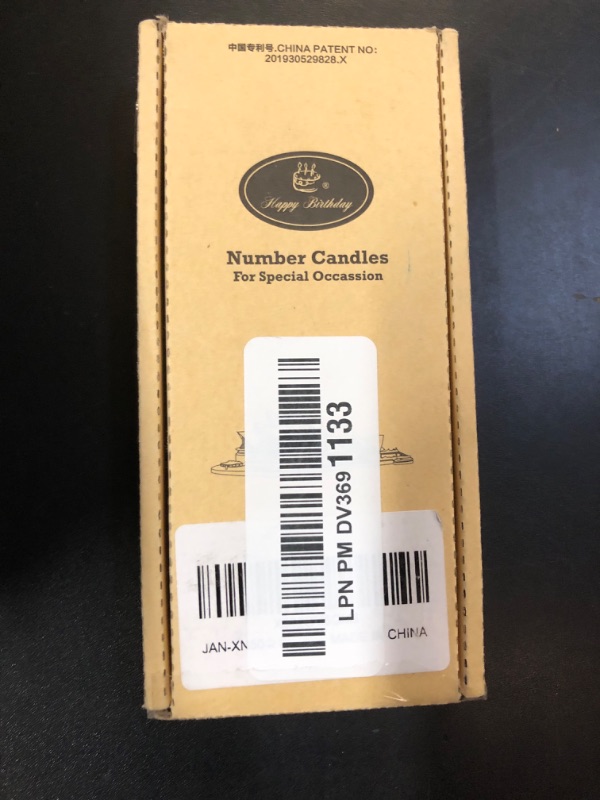 中国专利号.CHINA PATENT NO:
201930529828.X
Happy Birthday
Number Candles
For Special Occassion
LPN PM DV369 1133
JAN-XN
CHINA